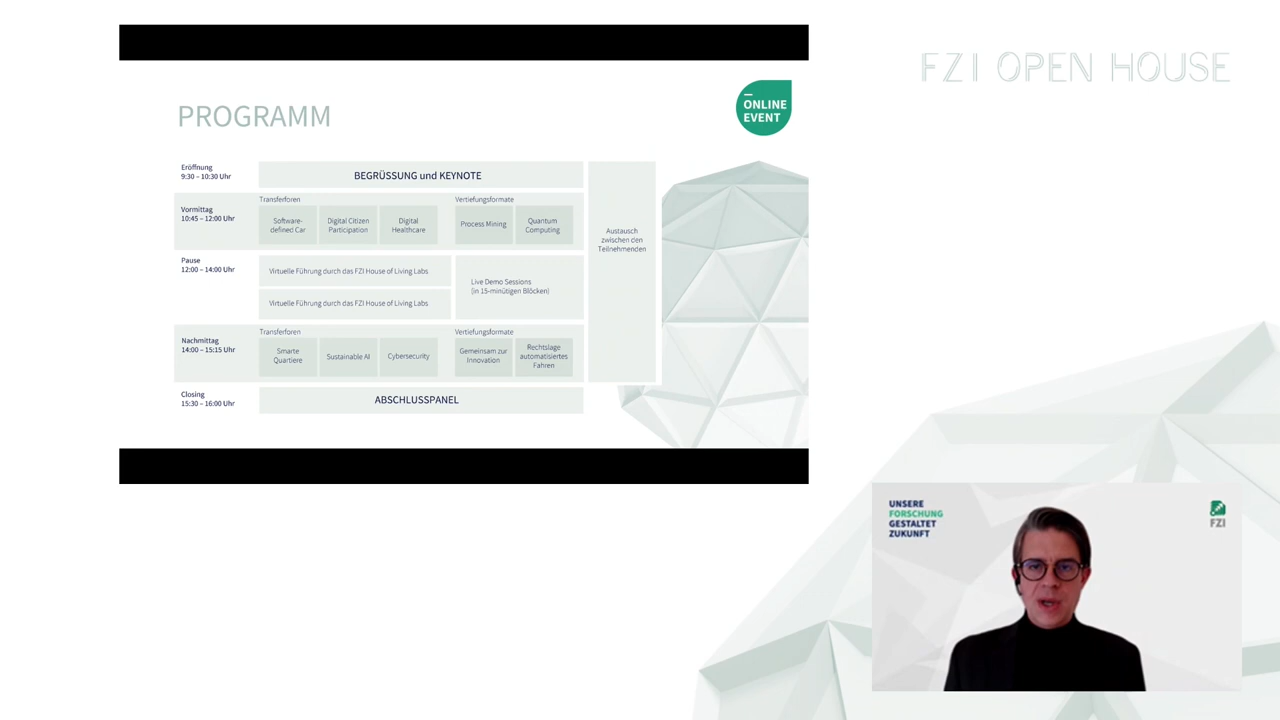 FZI OPEN HOUSE
PROGRAMM
ONLINE
EVENT
Eröffnung
9:30 – 10:30 Uhr
BEGRÜSSUNG und KEYNOTE
Vormittag
10:45 – 12:00 Uhr
Transferforen
Software-
defined Car
Digital Citizen
Participation
Digital
Healthcare
Vertiefungsformate
Process Mining
Quantum
Computing
Austausch
zwischen den
Teilnehmenden
Pause
12:00 – 14:00 Uhr
Virtuelle Führung durch das FZI House of Living Labs
Virtuelle Führung durch das FZI House of Living Labs
Live Demo Sessions
(in 15-minütigen Blöcken)
Nachmittag
14:00 – 15:15 Uhr
Transferforen
Smarte
Quartiere
Sustainable AI
Cybersecurity
Vertiefungsformate
Gemeinsam zur
Innovation
Rechtslage
automatisiertes
Fahren
Closing
15:30 – 16:00 Uhr
ABSCHLUSSPANEL
UNSERE
FORSCHUNG
GESTALTET
ZUKUNFT
FZI